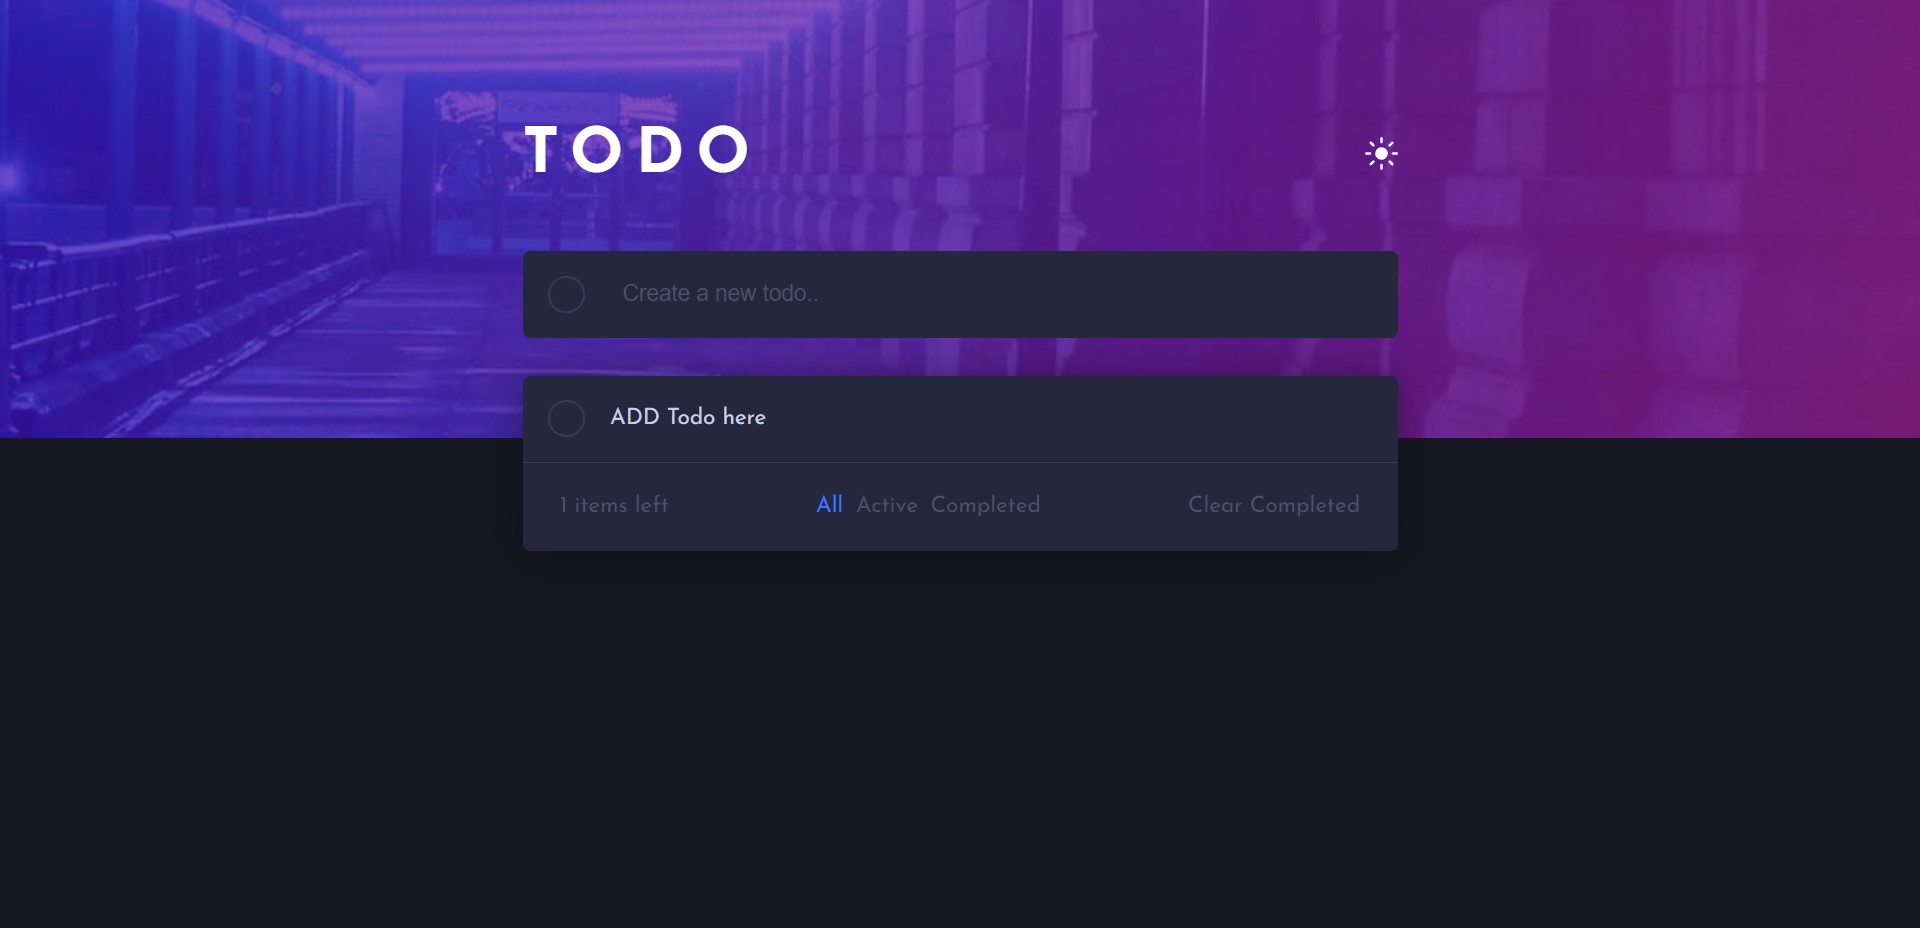 TODO
Create a new todo..
ADD Todo here
1 items left All Active Completed Clear Completed